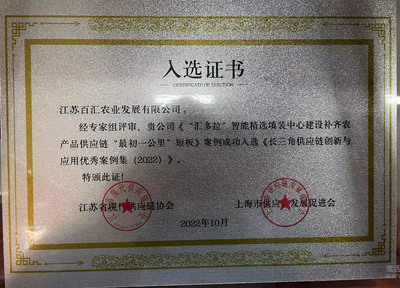 入选证书
CERTIFICATE OF ELECTION
江苏百汇农业发展有限公司:
经专家组评审,贵公司《“汇多拉”智能精选填装中心建设补齐农
产品供应链“最初一公里”短板》案例成功入选《长三角供应链创新与
应用优秀案例集(2022)》。
特颁此证!
江苏省现代供应链协会
上海市供应链发展促进会
2022年10月